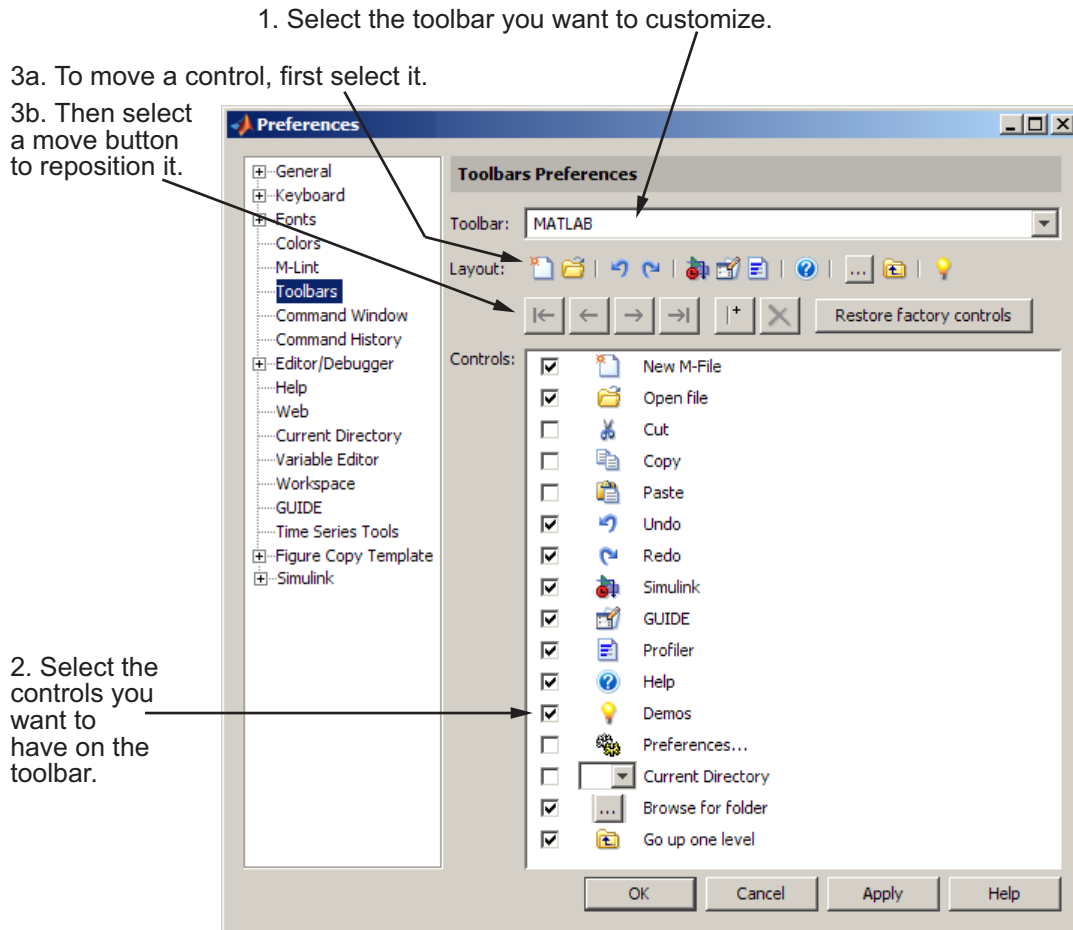 1. Select the toolbar you want to customize.
3a. To move a control, first select it.
3b. Then select
a move button
to reposition it.
Preferences
General
Keyboard
Fonts
Colors
M-Lint
Toolbars
Command Window
Command History
Editor/Debugger
Help
Web
Current Directory
Variable Editor
Workspace
GUIDE
Time Series Tools
Figure Copy Template
Simulink
Toolbars Preferences
Toolbar: MATLAB
Layout:
Restore factory controls
Controls:
New M-File
Open file
Cut
Copy
Paste
Undo
Redo
Simulink
GUIDE
Profiler
Help
Demos
Preferences...
Current Directory
... Browse for folder
Go up one level
2. Select the
controls you
want to
have on the
toolbar.
OK Cancel Apply Help